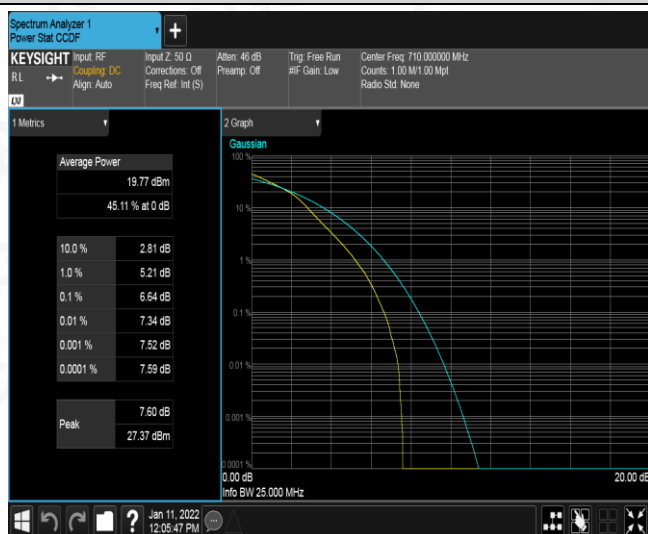 Spectrum Analyzer 1
Power Stat CCDF
+
KEYSIGHT
Input: RF
Input Z: 50 Ω
Atten: 46 dB
Trig: Free Run
Center Freq: 710.000000 MHz
RL
Coupling: DC
Corrections: Off
Preamp: Off
#IF Gain: Low
Counts: 1.00 M/1.00 Mpt
Align: Auto
Freq Ref: Int (S)
Radio Std: None
LXI
1 Metrics
Average Power
19.77 dBm
45.11 % at 0 dB
10.0 % 2.81 dB
1.0 % 5.21 dB
0.1 % 6.64 dB
0.01 % 7.34 dB
0.001 % 7.52 dB
0.0001 % 7.59 dB
Peak
7.60 dB
27.37 dBm
2 Graph
Gaussian
100 %
10 %
1 %
0.1 %
0.01 %
0.001 %
0.0001 %
0.00 dB 20.00 dB
Info BW 25.000 MHz
?
Jan 11, 2022
12:05:47 PM